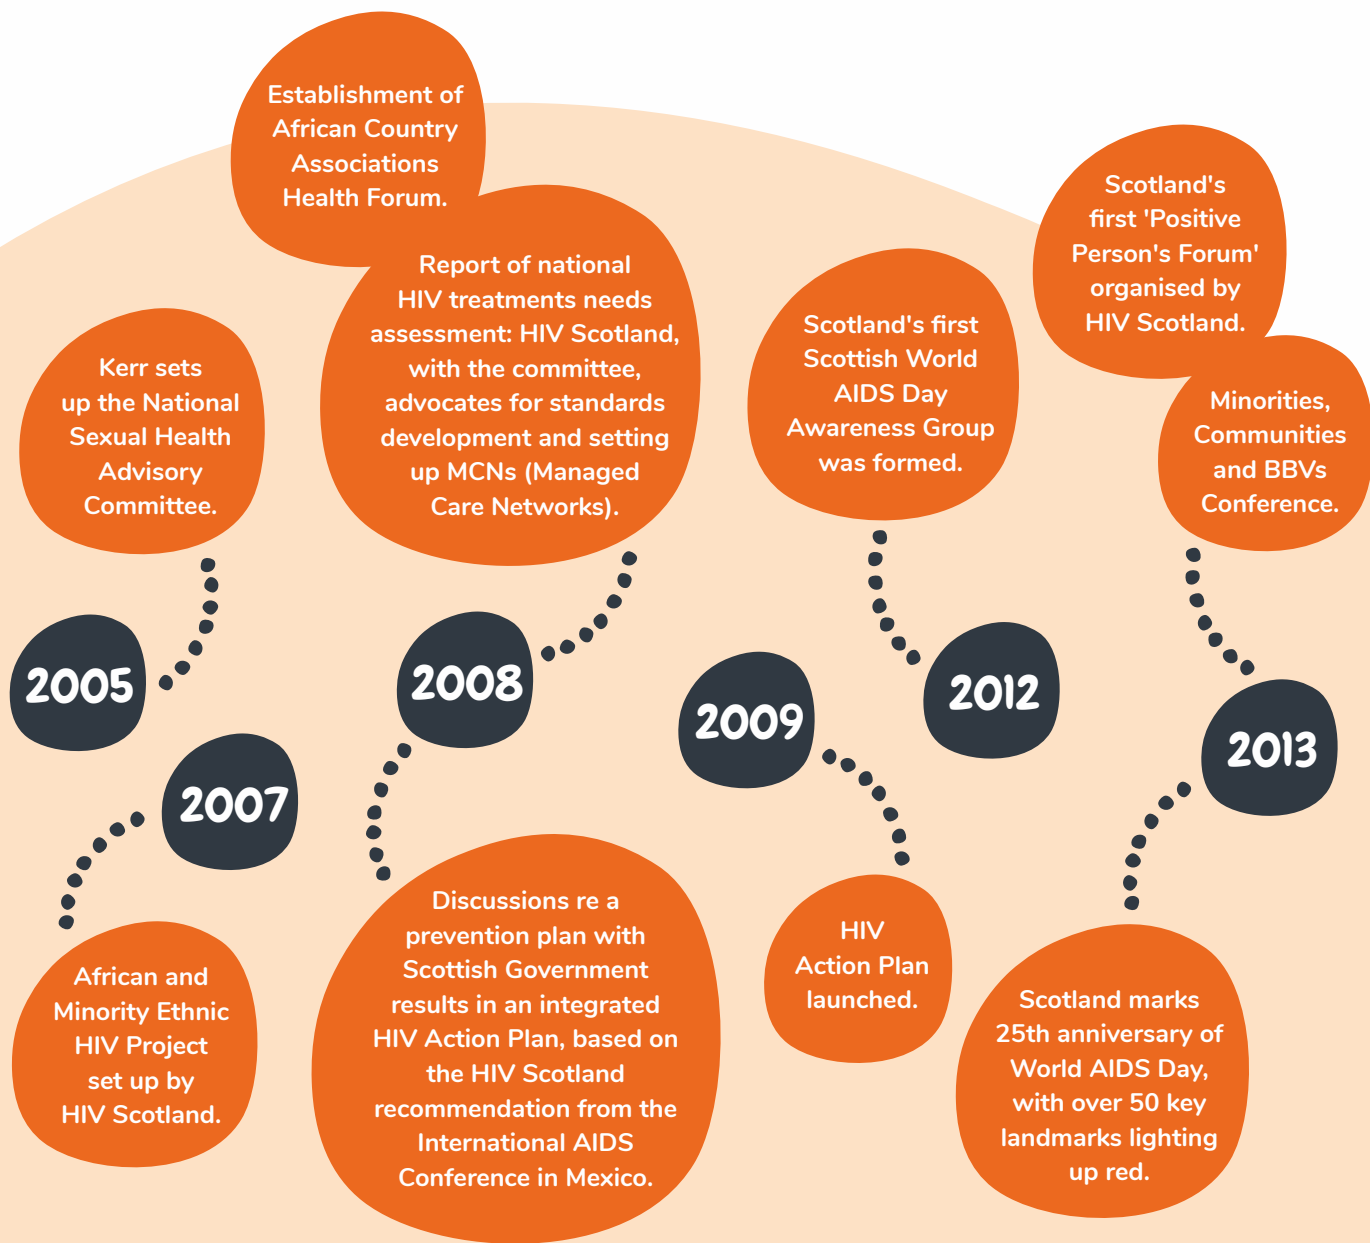 Establishment of
African Country
Associations
Health Forum.
Report of national
HIV treatments needs
assessment: HIV Scotland,
with the committee,
advocates for standards
development and setting
up MCNs (Managed
Care Networks).
Kerr sets
up the National
Sexual Health
Advisory
Committee.
Scotland's first
Scottish World
AIDS Day
Awareness Group
was formed.
Scotland's
first 'Positive
Person's Forum'
organised by
HIV Scotland.
Minorities,
Communities
and BBVs
Conference.
2005
2007
2008
2009
2012
2013
African and
Minority Ethnic
HIV Project
set up by
HIV Scotland.
Discussions re a
prevention plan with
Scottish Government
results in an integrated
HIV Action Plan, based on
the HIV Scotland
recommendation from the
International AIDS
Conference in Mexico.
HIV
Action Plan
launched.
Scotland marks
25th anniversary of
World AIDS Day,
with over 50 key
landmarks lighting
up red.